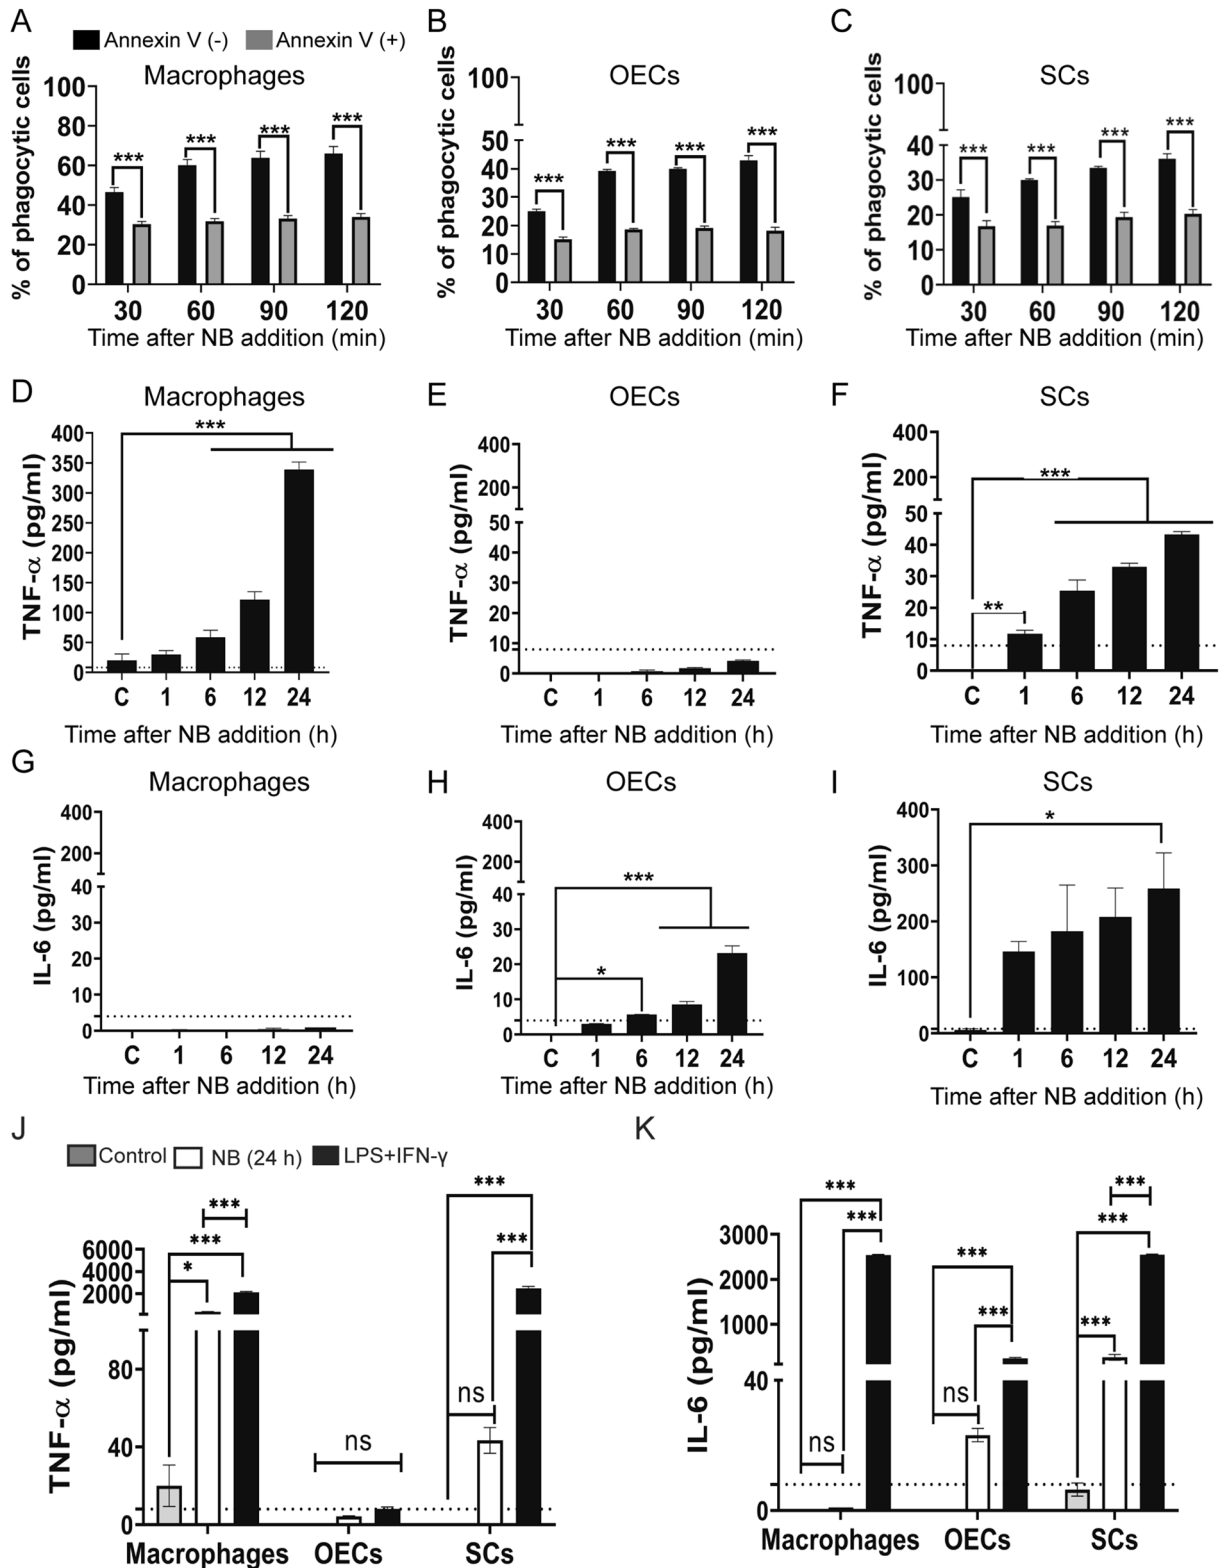 A
B
C
Annexin V (-)
Annexin V (+)
Macrophages
OECs
SCs
% of phagocytic cells
100
80
60
40
20
0
*** *** *** ***
30 60 90 120
Time after NB addition (min)
% of phagocytic cells
100
50
40
30
20
10
0
*** *** *** ***
30 60 90 120
Time after NB addition (min)
% of phagocytic cells
100
40
30
20
10
0
*** *** *** ***
30 60 90 120
Time after NB addition (min)
D
Macrophages
TNF-α (pg/ml)
400
350
300
250
200
150
100
50
0
***
C 1 6 12 24
Time after NB addition (h)
E
OECs
TNF-α (pg/ml)
400
200
50
40
30
20
10
0
C 1 6 12 24
Time after NB addition (h)
F
SCs
TNF-α (pg/ml)
400
200
50
40
30
20
10
0
***
**
C 1 6 12 24
Time after NB addition (h)
G
Macrophages
IL-6 (pg/ml)
400
200
40
30
20
10
0
C 1 6 12 24
Time after NB addition (h)
H
OECs
IL-6 (pg/ml)
400
200
40
30
20
10
0
***
*
C 1 6 12 24
Time after NB addition (h)
I
SCs
IL-6 (pg/ml)
400
300
200
100
0
*
C 1 6 12 24
Time after NB addition (h)
J
Control
NB (24 h)
LPS+IFN-γ
TNF-α (pg/ml)
6000
4000
2000
80
40
0
***
***
*
ns
***
***
ns
Macrophages OECs SCs
K
IL-6 (pg/ml)
3000
2000
1000
40
0
***
***
ns
***
***
ns
***
***
***
Macrophages OECs SCs